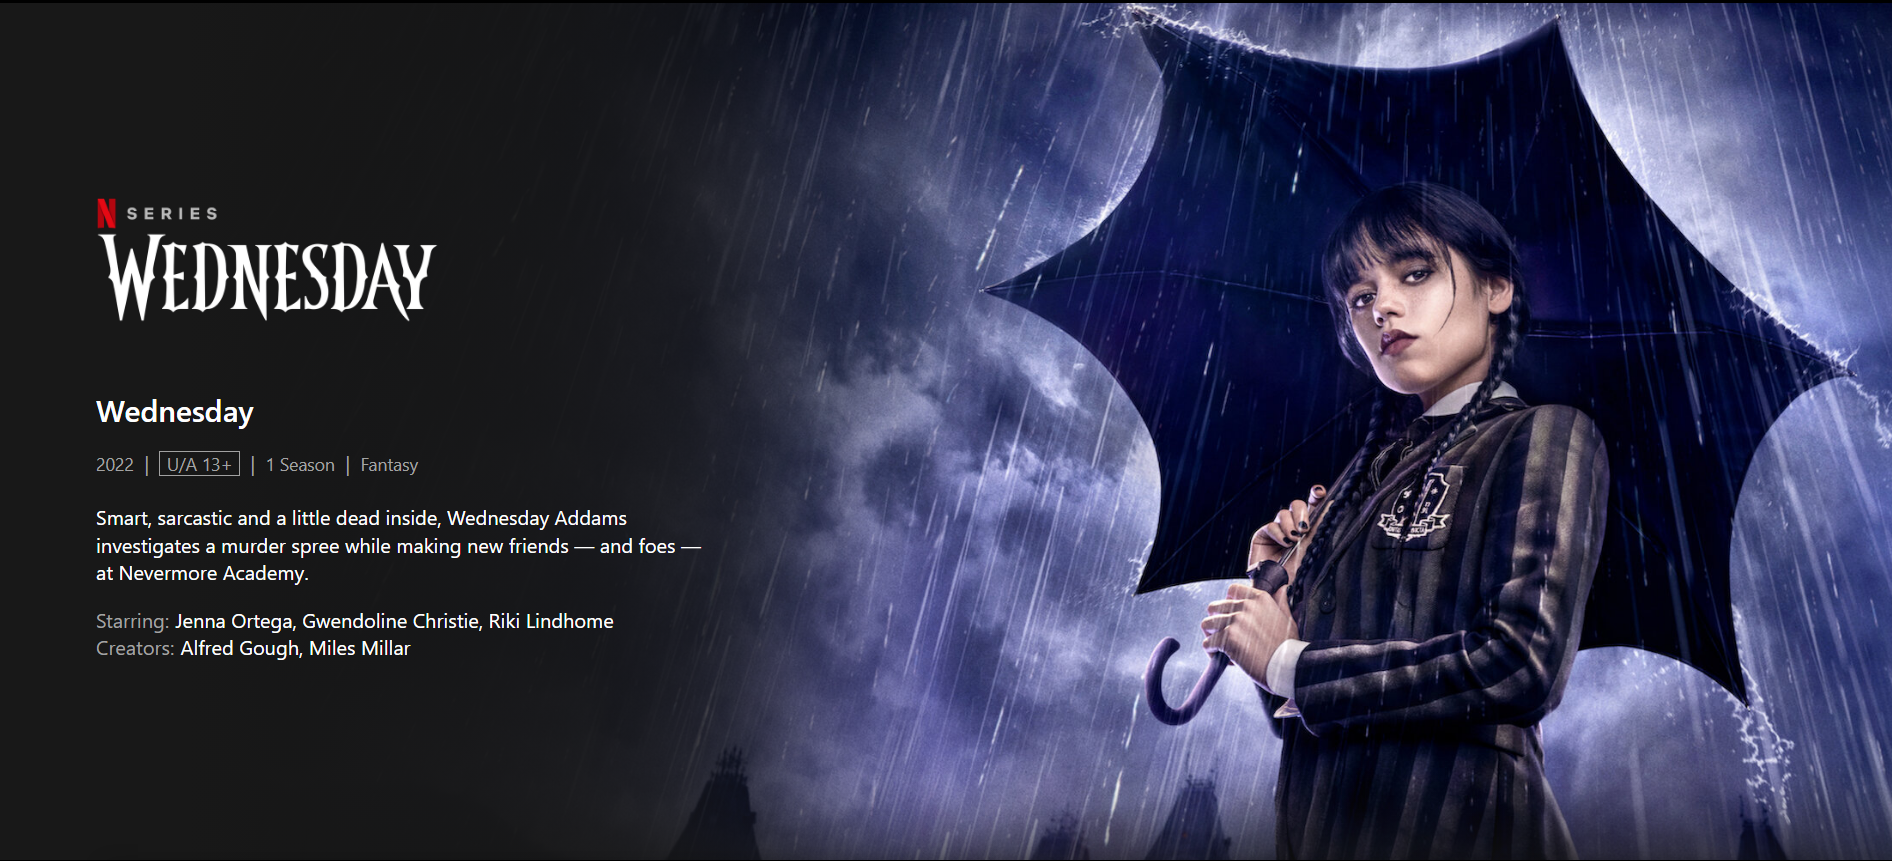 N SERIES
WEDNESDAY
Wednesday
2022 | U/A 13+ | 1 Season | Fantasy
Smart, sarcastic and a little dead inside, Wednesday Addams
investigates a murder spree while making new friends — and foes —
at Nevermore Academy.
Starring: Jenna Ortega, Gwendoline Christie, Riki Lindhome
Creators: Alfred Gough, Miles Millar